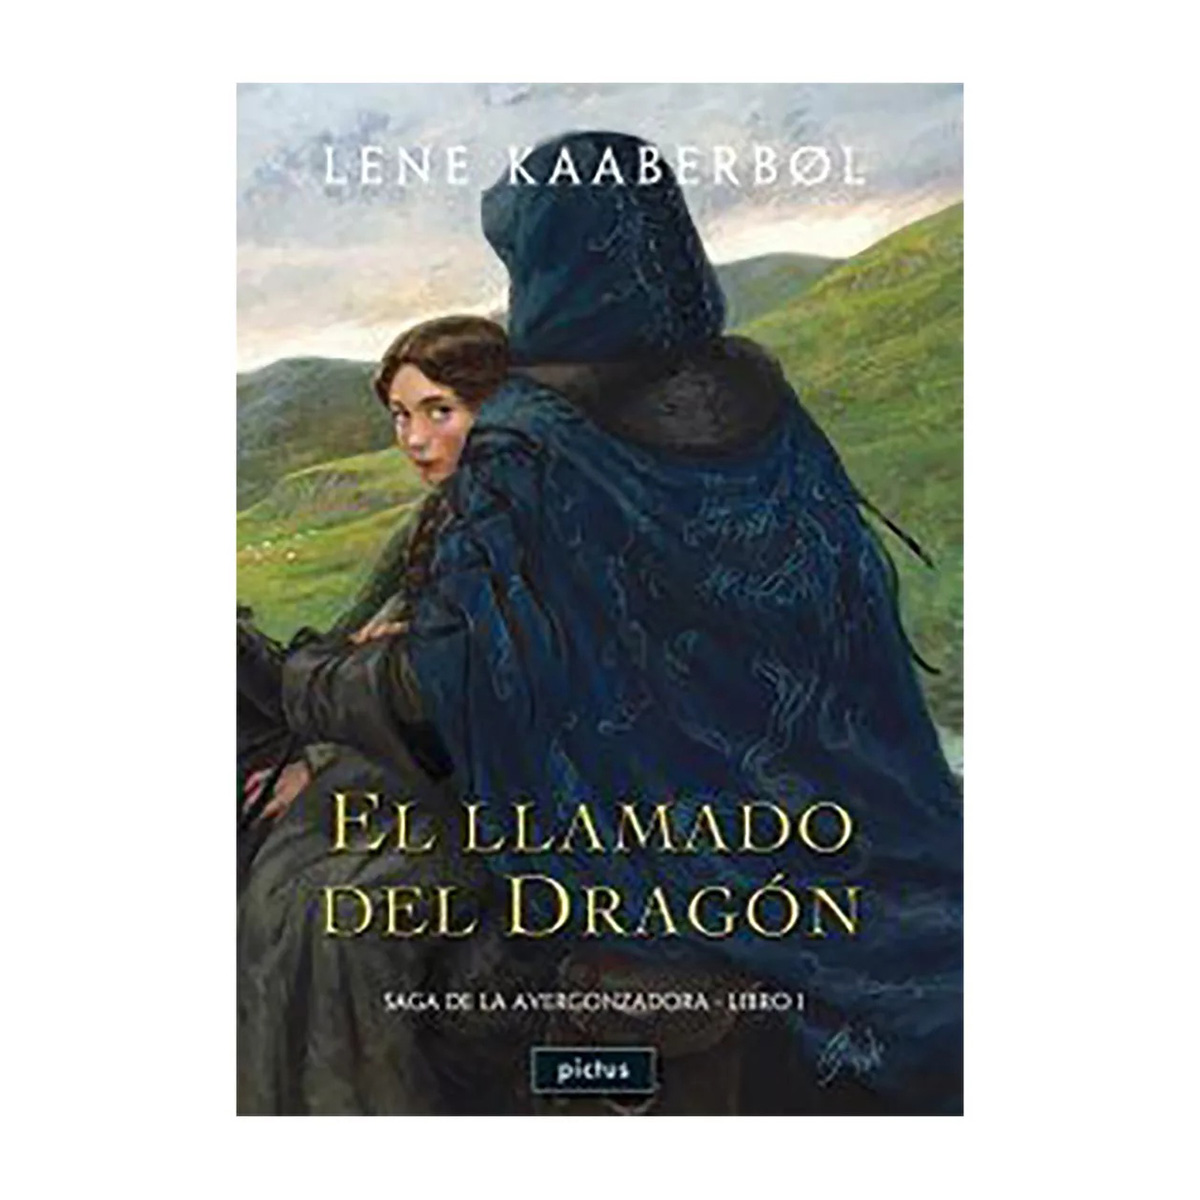 LENE KAABERBØL
EL LLAMADO
DEL DRAGÓN
SAGA DE LA AVERGONZADORA - LIBRO I
pictus